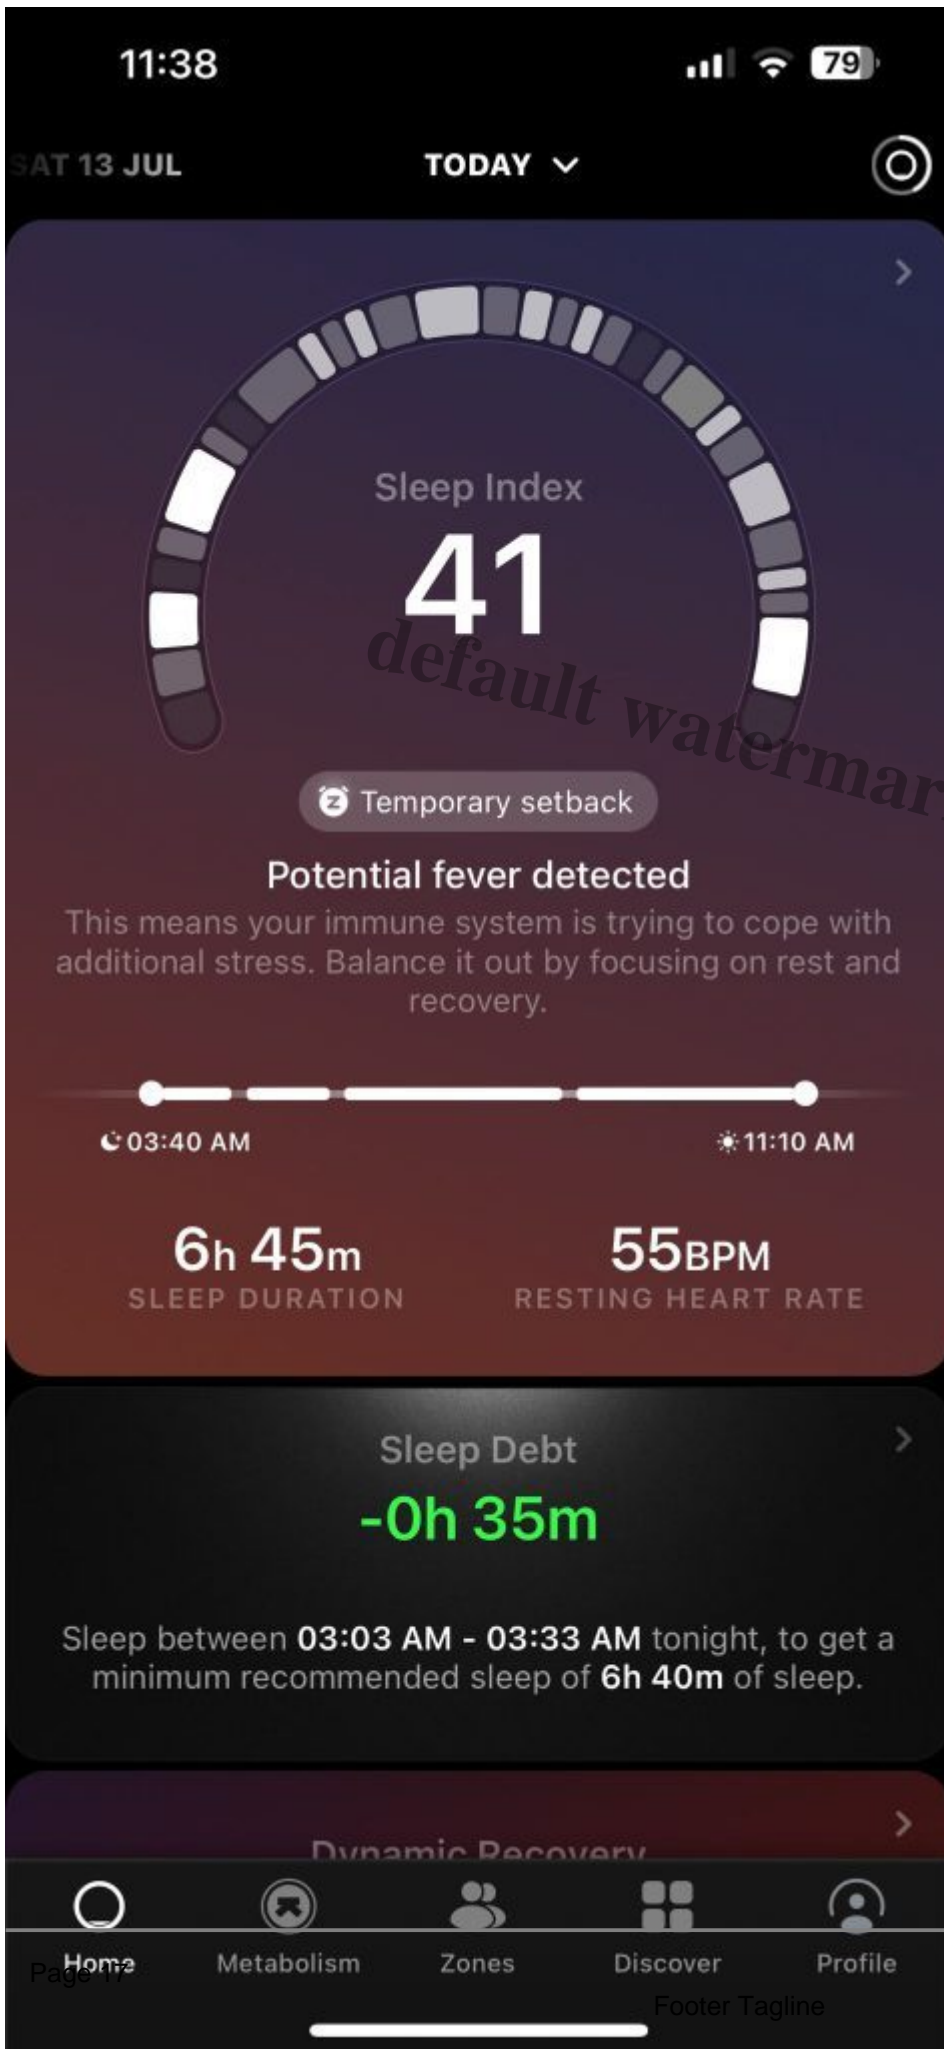 11:38
79
SAT 13 JUL
TODAY
Sleep Index
41
default watermar
Temporary setback
Potential fever detected
This means your immune system is trying to cope with
additional stress. Balance it out by focusing on rest and
recovery.
03:40 AM
11:10 AM
6h 45m
55BPM
SLEEP DURATION
RESTING HEART RATE
Sleep Debt
-0h 35m
Sleep between 03:03 AM - 03:33 AM tonight, to get a
minimum recommended sleep of 6h 40m of sleep.
Dynamic Recovery
Home
Metabolism
Zones
Discover
Profile
Page 17
Footer Tagline